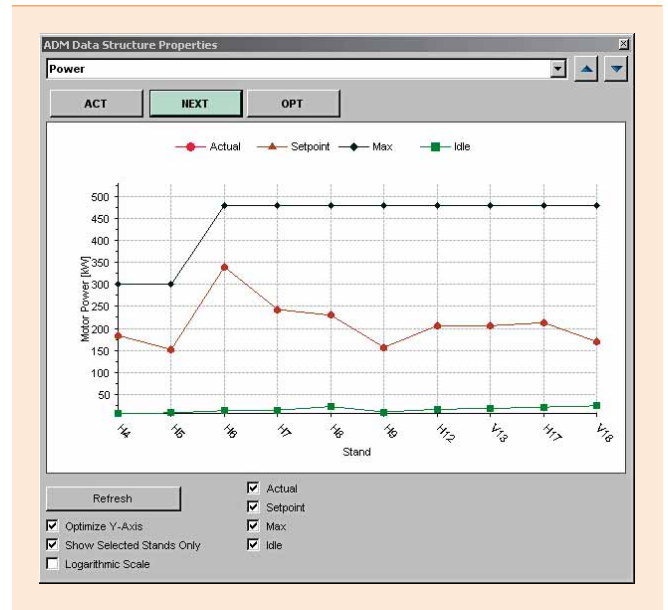 ADM Data Structure Properties
Power
ACT NEXT OPT
Actual Setpoint Max Idle
500
450
400
350
300
250
200
150
100
50
Motor Power [kW]
H4 H5 H6 H7 H8 H9 H12 V13 H17 V18
Stand
Refresh
Optimize Y-Axis
Show Selected Stands Only
Logarithmic Scale
Actual
Setpoint
Max
Idle